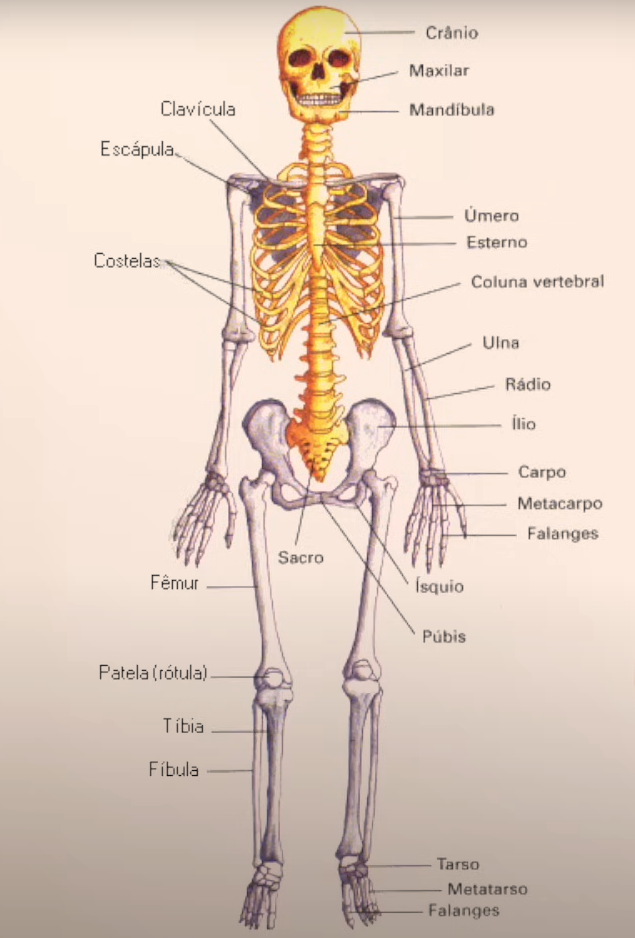 Crânio
Maxilar
Mandíbula
Clavícula
Escápula
Úmero
Esterno
Costelas
Coluna vertebral
Ulna
Rádio
Ílio
Carpo
Metacarpo
Falanges
Sacro
Fêmur
Ísquio
Púbis
Patela (rótula)
Tíbia
Fíbula
Tarso
Metatarso
Falanges